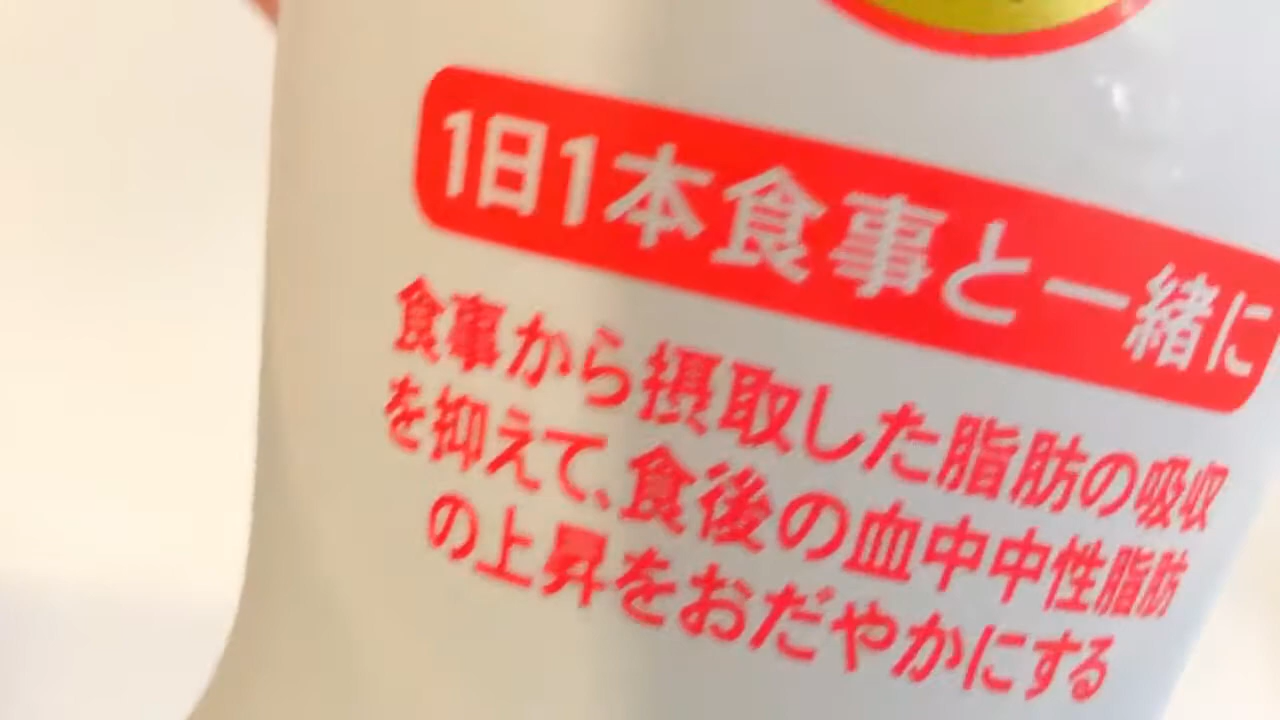 1日1本食事と一緒に
食事から摂取した脂肪の吸収
を抑えて、食後の血中中性脂肪
の上昇をおだやかにする